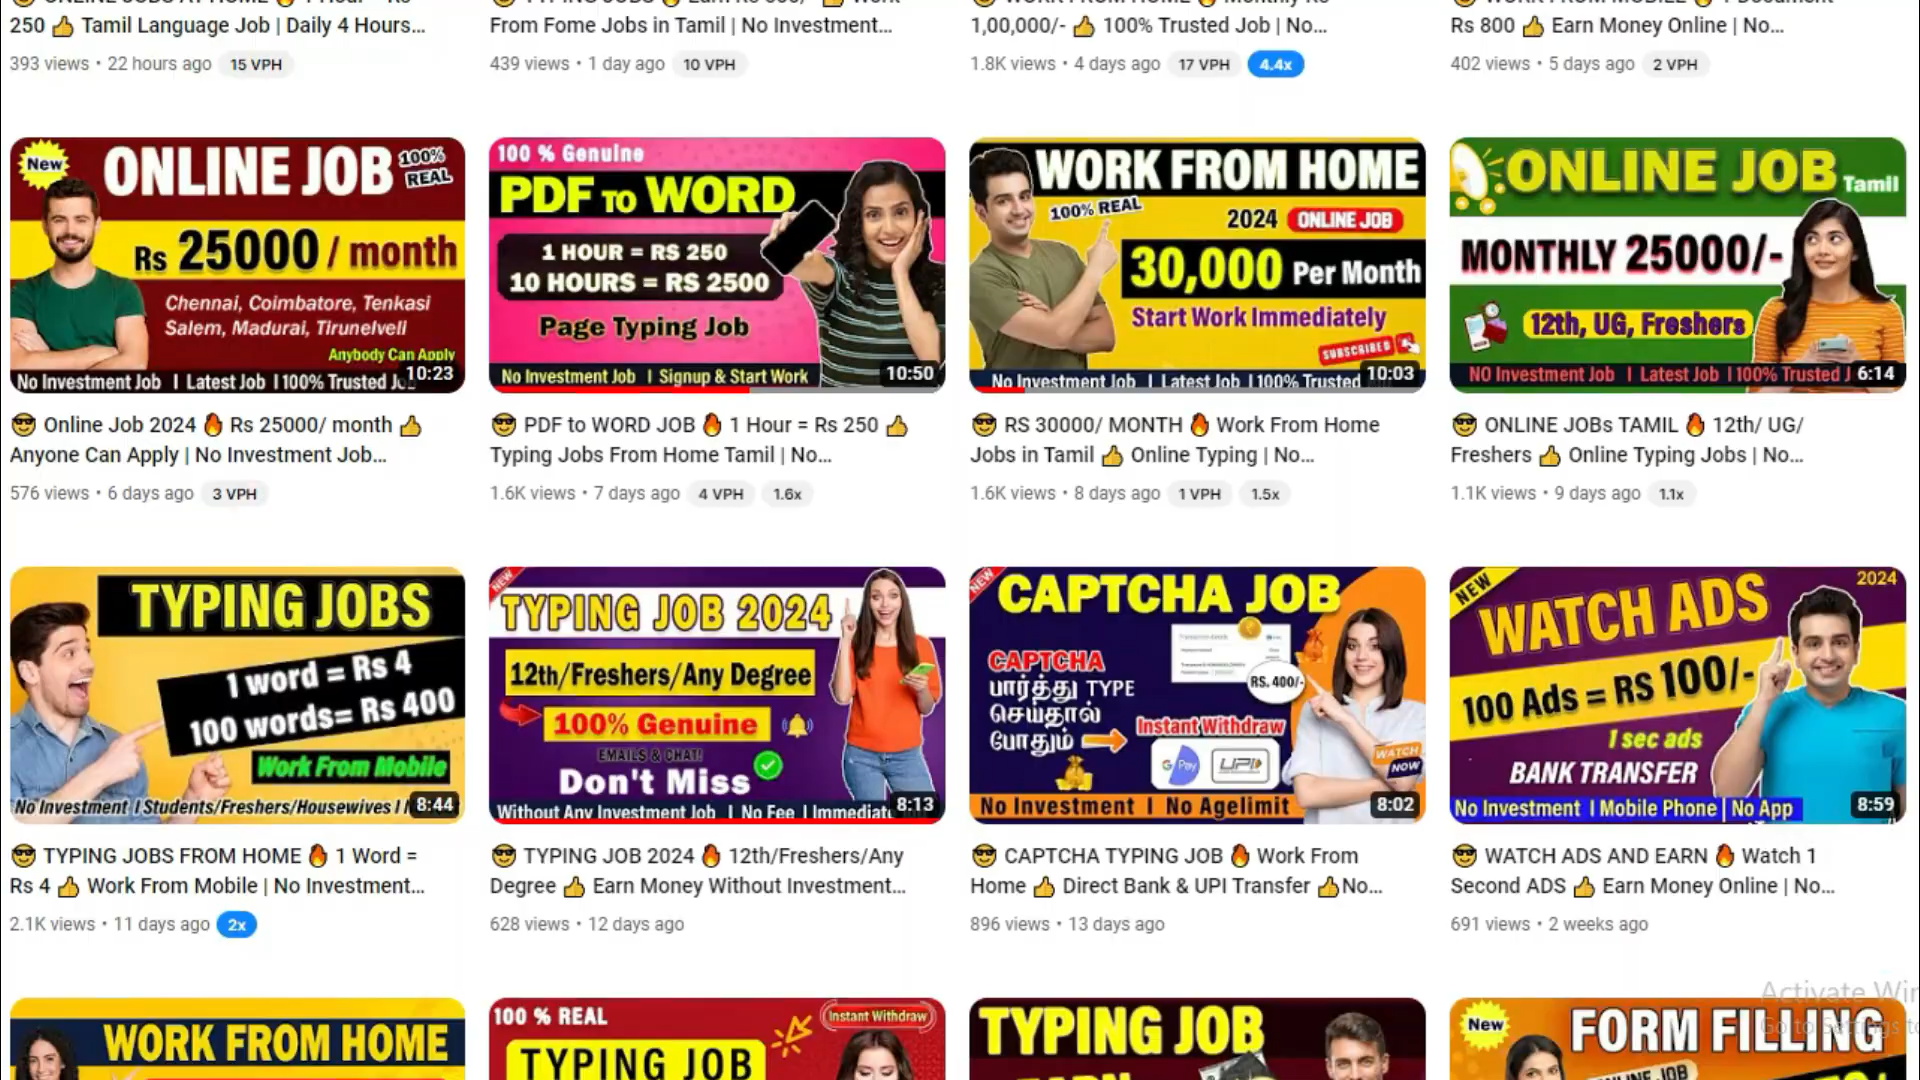 250 👍 Tamil Language Job | Daily 4 Hours...
393 views • 22 hours ago 15 VPH
From Fome Jobs in Tamil | No Investment...
439 views • 1 day ago 10 VPH
1,00,000/- 👍 100% Trusted Job | No...
1.8K views • 4 days ago 17 VPH 4.4x
Rs 800 👍 Earn Money Online | No...
402 views • 5 days ago 2 VPH
New
ONLINE JOB
100%
REAL
Rs 25000 / month
Chennai, Coimbatore, Tenkasi
Salem, Madurai, Tirunelveli
Anybody Can Apply
No Investment Job I Latest Job I 100% Trusted
10:23
😎 Online Job 2024 🔥 Rs 25000/ month 👍
Anyone Can Apply | No Investment Job...
576 views • 6 days ago 3 VPH
100 % Genuine
PDF TO WORD
1 HOUR = RS 250
10 HOURS = RS 2500
Page Typing Job
No Investment Job I Signup & Start Work
10:50
😎 PDF to WORD JOB 🔥 1 Hour = Rs 250 👍
Typing Jobs From Home Tamil | No...
1.6K views • 7 days ago 4 VPH 1.6x
WORK FROM HOME
100% REAL
2024 ONLINE JOB
30,000 Per Month
Start Work Immediately
SUBSCRIBED
No Investment Job I Latest Job I 100% Trusted
10:03
😎 RS 30000/ MONTH 🔥 Work From Home
Jobs in Tamil 👍 Online Typing | No...
1.6K views • 8 days ago 1 VPH 1.5x
ONLINE JOB Tamil
MONTHLY 25000/-
12th, UG, Freshers
NO Investment Job I Latest Job I 100% Trusted J
6:14
😎 ONLINE JOBs TAMIL 🔥 12th/ UG/
Freshers 👍 Online Typing Jobs | No...
1.1K views • 9 days ago 1.1x
TYPING JOBS
1 word = Rs 4
100 words= Rs 400
Work From Mobile
No Investment I Students/Freshers/Housewives I
8:44
😎 TYPING JOBS FROM HOME 🔥 1 Word =
Rs 4 👍 Work From Mobile | No Investment...
2.1K views • 11 days ago 2x
NEW
TYPING JOB 2024
12th/Freshers/Any Degree
100% Genuine
EMAILS & CHAT!
Don't Miss
Without Any Investment Job I No Fee I Immediate
8:13
😎 TYPING JOB 2024 🔥 12th/Freshers/Any
Degree 👍 Earn Money Without Investment...
628 views • 12 days ago
NEW
CAPTCHA JOB
CAPTCHA
பார்த்து TYPE
செய்தால்
போதும்
RS. 400/-
Instant Withdraw
G Pay UPI
WATCH
NOW
No Investment I No Agelimit
8:02
😎 CAPTCHA TYPING JOB 🔥 Work From
Home 👍 Direct Bank & UPI Transfer 👍No...
896 views • 13 days ago
NEW
2024
WATCH ADS
100 Ads = RS 100/-
1 sec ads
BANK TRANSFER
No Investment I Mobile Phone | No App
8:59
😎 WATCH ADS AND EARN 🔥 Watch 1
Second ADS 👍 Earn Money Online | No...
691 views • 2 weeks ago
WORK FROM HOME
100 % REAL
Instant Withdraw
TYPING JOB
TYPING JOB
New
FORM FILLING